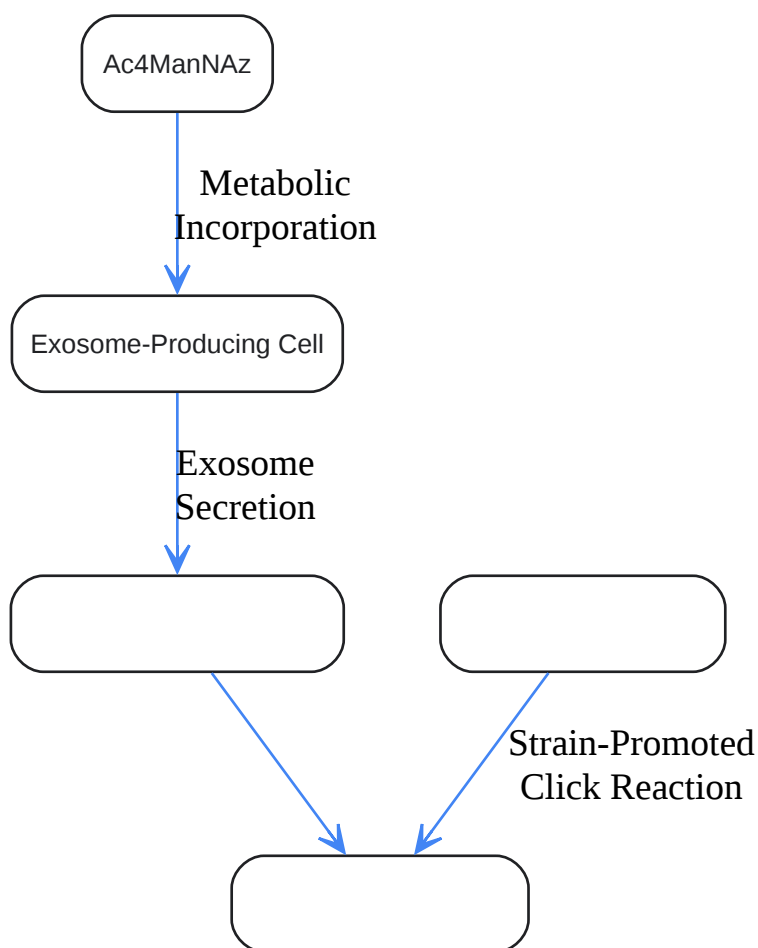 Ac4ManNAz
Metabolic
Incorporation
Exosome-Producing Cell
Exosome
Secretion
Strain-Promoted
Click Reaction